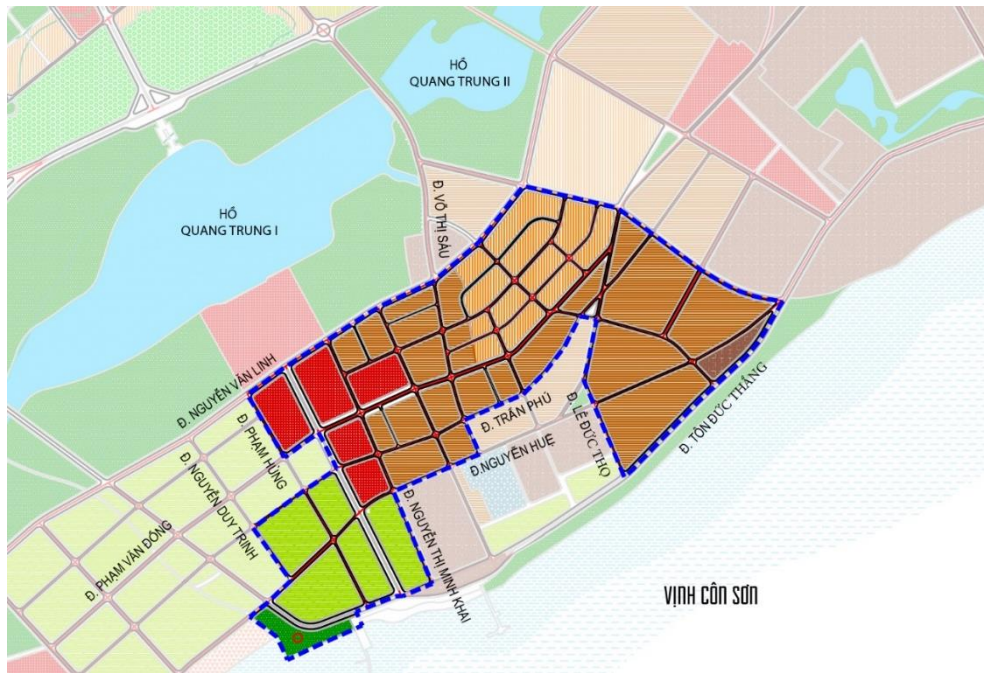 HỒ
QUANG TRUNG II
HỒ
QUANG TRUNG I
Đ. VÕ THỊ SÁU
Đ. NGUYỄN VĂN LINH
Đ. PHẠM HÙNG
Đ. NGUYỄN DUY TRINH
Đ. PHẠM VĂN ĐỒNG
Đ. TRẦN PHÚ
Đ.NGUYỄN HUỆ
Đ. LÊ ĐỨC THỌ
Đ. TÔN ĐỨC THẮNG
Đ. NGUYỄN THỊ MINH KHAI
VỊNH CÔN SƠN